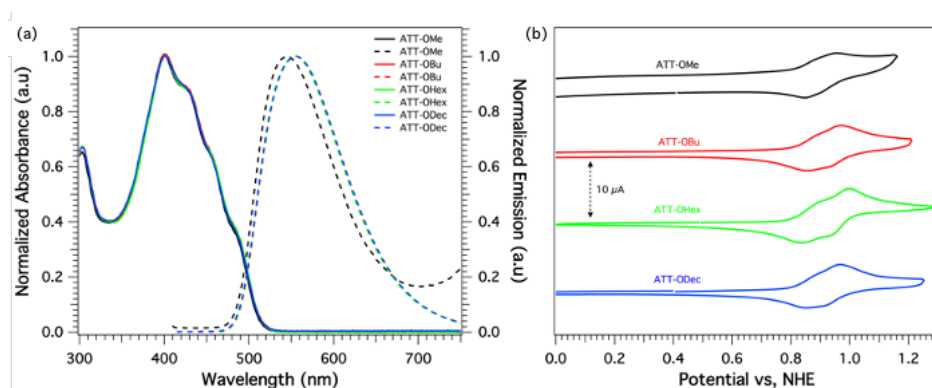 (a)
Normalized Absorbance (a.u)
1.0
0.8
0.6
0.4
0.2
0.0
300
400
500
600
700
Wavelength (nm)
ATT-OMe
ATT-OMe
ATT-OBu
ATT-OBu
ATT-OHex
ATT-OHex
ATT-ODec
ATT-ODec
1.0
0.8
0.6
0.4
0.2
0.0
Normalized Emission (a.u)
(b)
ATT-OMe
ATT-OBu
10 µA
ATT-OHex
ATT-ODec
0.0
0.2
0.4
0.6
0.8
1.0
1.2
Potential vs, NHE